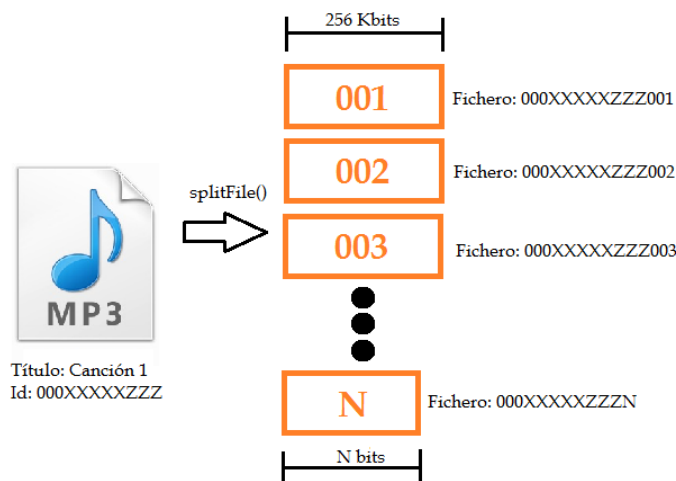 256 Kbits
001
Fichero: 000XXXXXZZZ001
002
Fichero: 000XXXXXZZZ002
splitFile()
003
Fichero: 000XXXXXZZZ003
MP3
Título: Canción 1
Id: 000XXXXXZZZ
N
Fichero: 000XXXXXZZZN
N bits